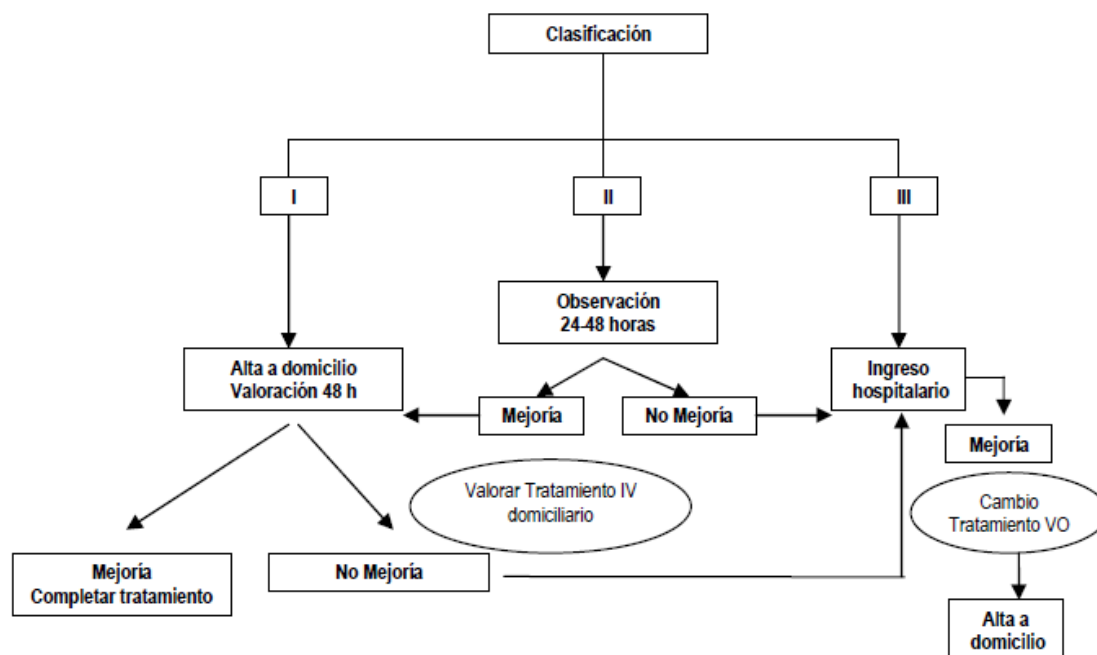 Clasificación
I
II
III
Observación
24-48 horas
Alta a domicilio
Valoración 48 h
Ingreso
hospitalario
Mejoría
No Mejoría
Mejoría
Valorar Tratamiento IV
domiciliario
Cambio
Tratamiento VO
Mejoría
Completar tratamiento
No Mejoría
Alta a
domicilio